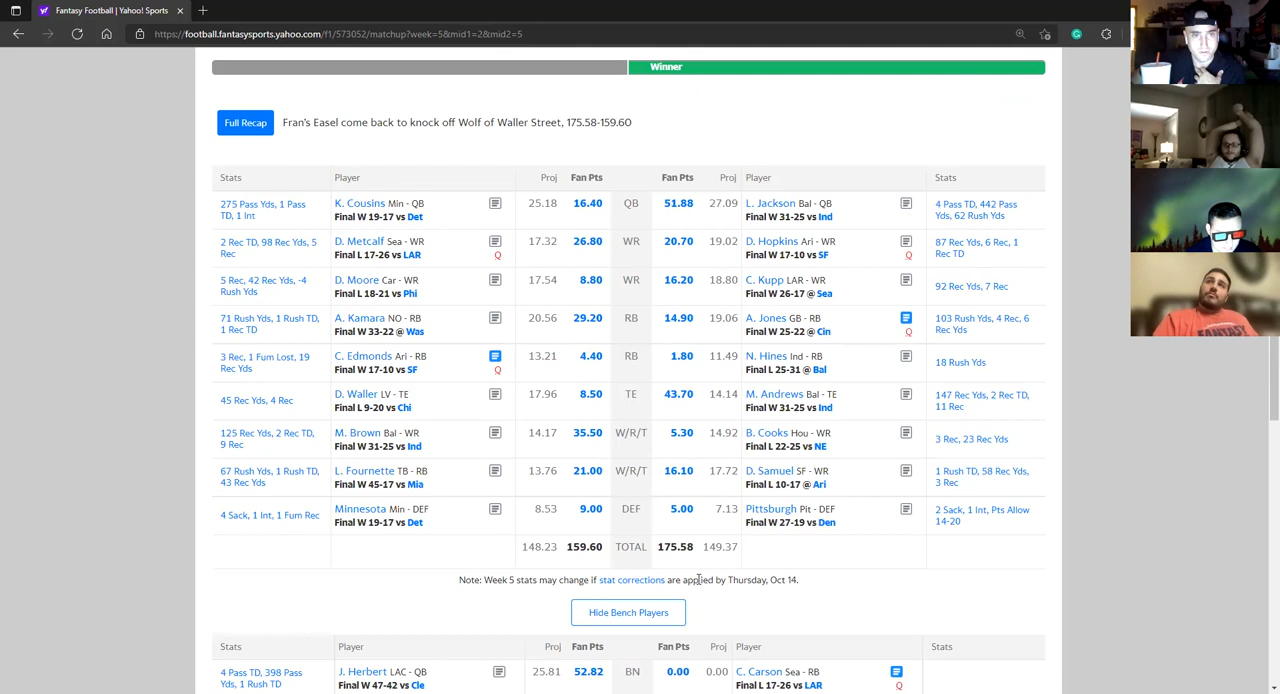 Fantasy Football | Yahoo! Sports
https://football.fantasysports.yahoo.com/f1/573052/matchup?week=5&mid1=2&mid2=5
Winner
Full Recap Fran's Easel come back to knock off Wolf of Waller Street, 175.58-159.60
Stats Player Proj Fan Pts Fan Pts Proj Player Stats
275 Pass Yds, 1 Pass K. Cousins Min - QB 25.18 16.40 QB 51.88 27.09 L. Jackson Bal - QB 4 Pass TD, 442 Pass
TD, 1 Int Final W 19-17 vs Det Final W 31-25 vs Ind Yds, 62 Rush Yds
2 Rec TD, 98 Rec Yds, 5 D. Metcalf Sea - WR 17.32 26.80 WR 20.70 19.02 D. Hopkins Ari - WR 87 Rec Yds, 6 Rec, 1
Rec Final L 17-26 vs LAR Q Final W 17-10 vs SF Q Rec TD
5 Rec, 42 Rec Yds, -4 D. Moore Car - WR 17.54 8.80 WR 16.20 18.80 C. Kupp LAR - WR 92 Rec Yds, 7 Rec
Rush Yds Final L 18-21 vs Phi Final W 26-17 @ Sea
71 Rush Yds, 1 Rush TD, A. Kamara NO - RB 20.56 29.20 RB 14.90 19.06 A. Jones GB - RB 103 Rush Yds, 4 Rec, 6
1 Rec TD Final W 33-22 @ Was Final W 25-22 @ Cin Q Rec Yds
3 Rec, 1 Fum Lost, 19 C. Edmonds Ari - RB 13.21 4.40 RB 1.80 11.49 N. Hines Ind - RB 18 Rush Yds
Rec Yds Final W 17-10 vs SF Q Final L 25-31 @ Bal
45 Rec Yds, 4 Rec D. Waller LV - TE 17.96 8.50 TE 43.70 14.14 M. Andrews Bal - TE 147 Rec Yds, 2 Rec TD,
Final L 9-20 vs Chi Final W 31-25 vs Ind 11 Rec
125 Rec Yds, 2 Rec TD, M. Brown Bal - WR 14.17 35.50 W/R/T 5.30 14.92 B. Cooks Hou - WR 3 Rec, 23 Rec Yds
9 Rec Final W 31-25 vs Ind Final L 22-25 vs NE
67 Rush Yds, 1 Rush TD, L. Fournette TB - RB 13.76 21.00 W/R/T 16.10 17.72 D. Samuel SF - WR 1 Rush TD, 58 Rec Yds,
43 Rec Yds Final W 45-17 vs Mia Final L 10-17 @ Ari 3 Rec
4 Sack, 1 Int, 1 Fum Rec Minnesota Min - DEF 8.53 9.00 DEF 5.00 7.13 Pittsburgh Pit - DEF 2 Sack, 1 Int, Pts Allow
Final W 19-17 vs Det Final W 27-19 vs Den 14-20
148.23 159.60 TOTAL 175.58 149.37
Note: Week 5 stats may change if stat corrections are applied by Thursday, Oct 14.
Hide Bench Players
Stats Player Proj Fan Pts Fan Pts Proj Player Stats
4 Pass TD, 398 Pass J. Herbert LAC - QB 25.81 52.82 BN 0.00 0.00 C. Carson Sea - RB
Yds, 1 Rush TD Final W 47-42 vs Cle Final L 17-26 vs LAR Q